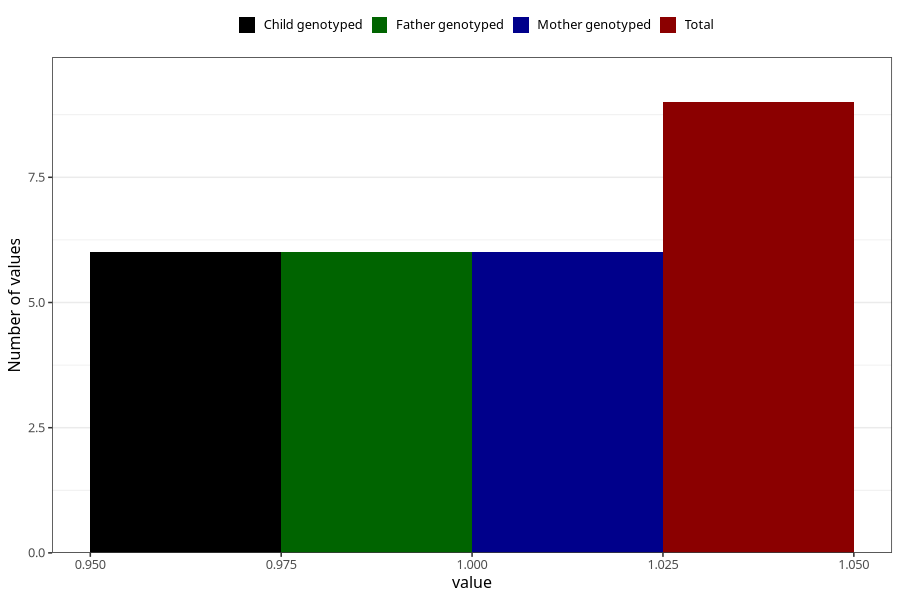 Child genotyped Father genotyped Mother genotyped Total
Number of values
7.5
5.0
2.5
0.0
0.950 0.975 1.000 1.025 1.050
value